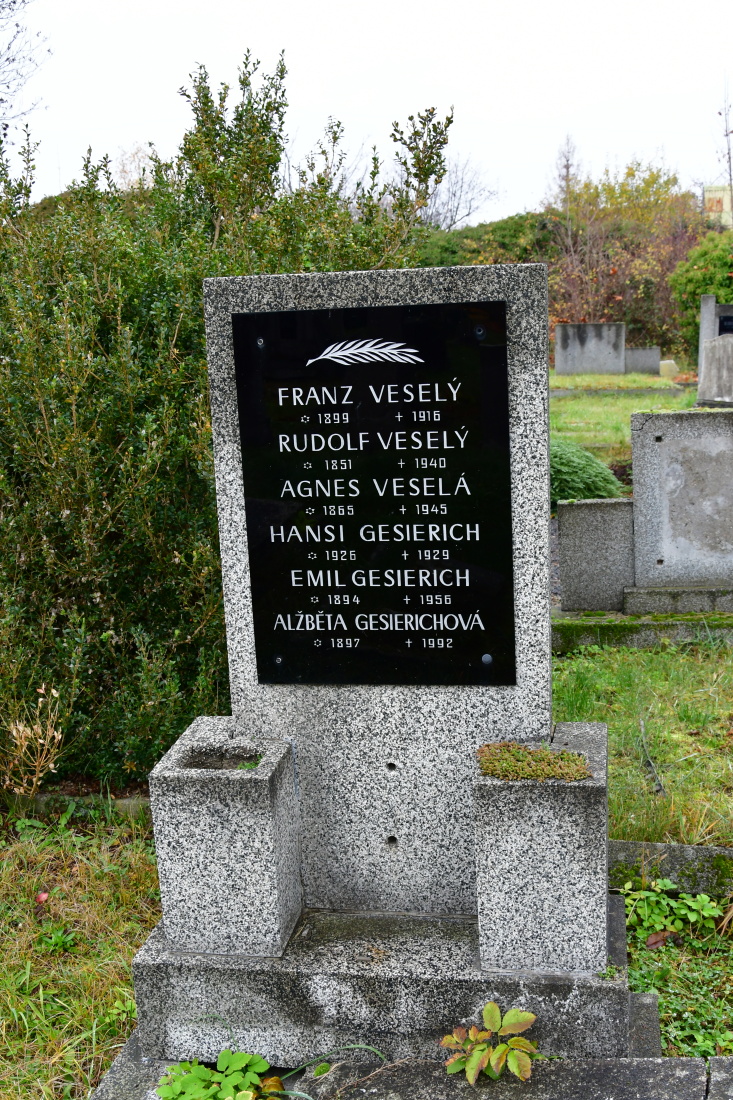 FRANZ VESELÝ
* 1899 + 1916
RUDOLF VESELÝ
* 1851 + 1940
AGNES VESELÁ
* 1865 + 1945
HANSI GESIERICH
* 1926 + 1929
EMIL GESIERICH
* 1894 + 1956
ALŽBĚTA GESIERICHOVÁ
* 1897 + 1992